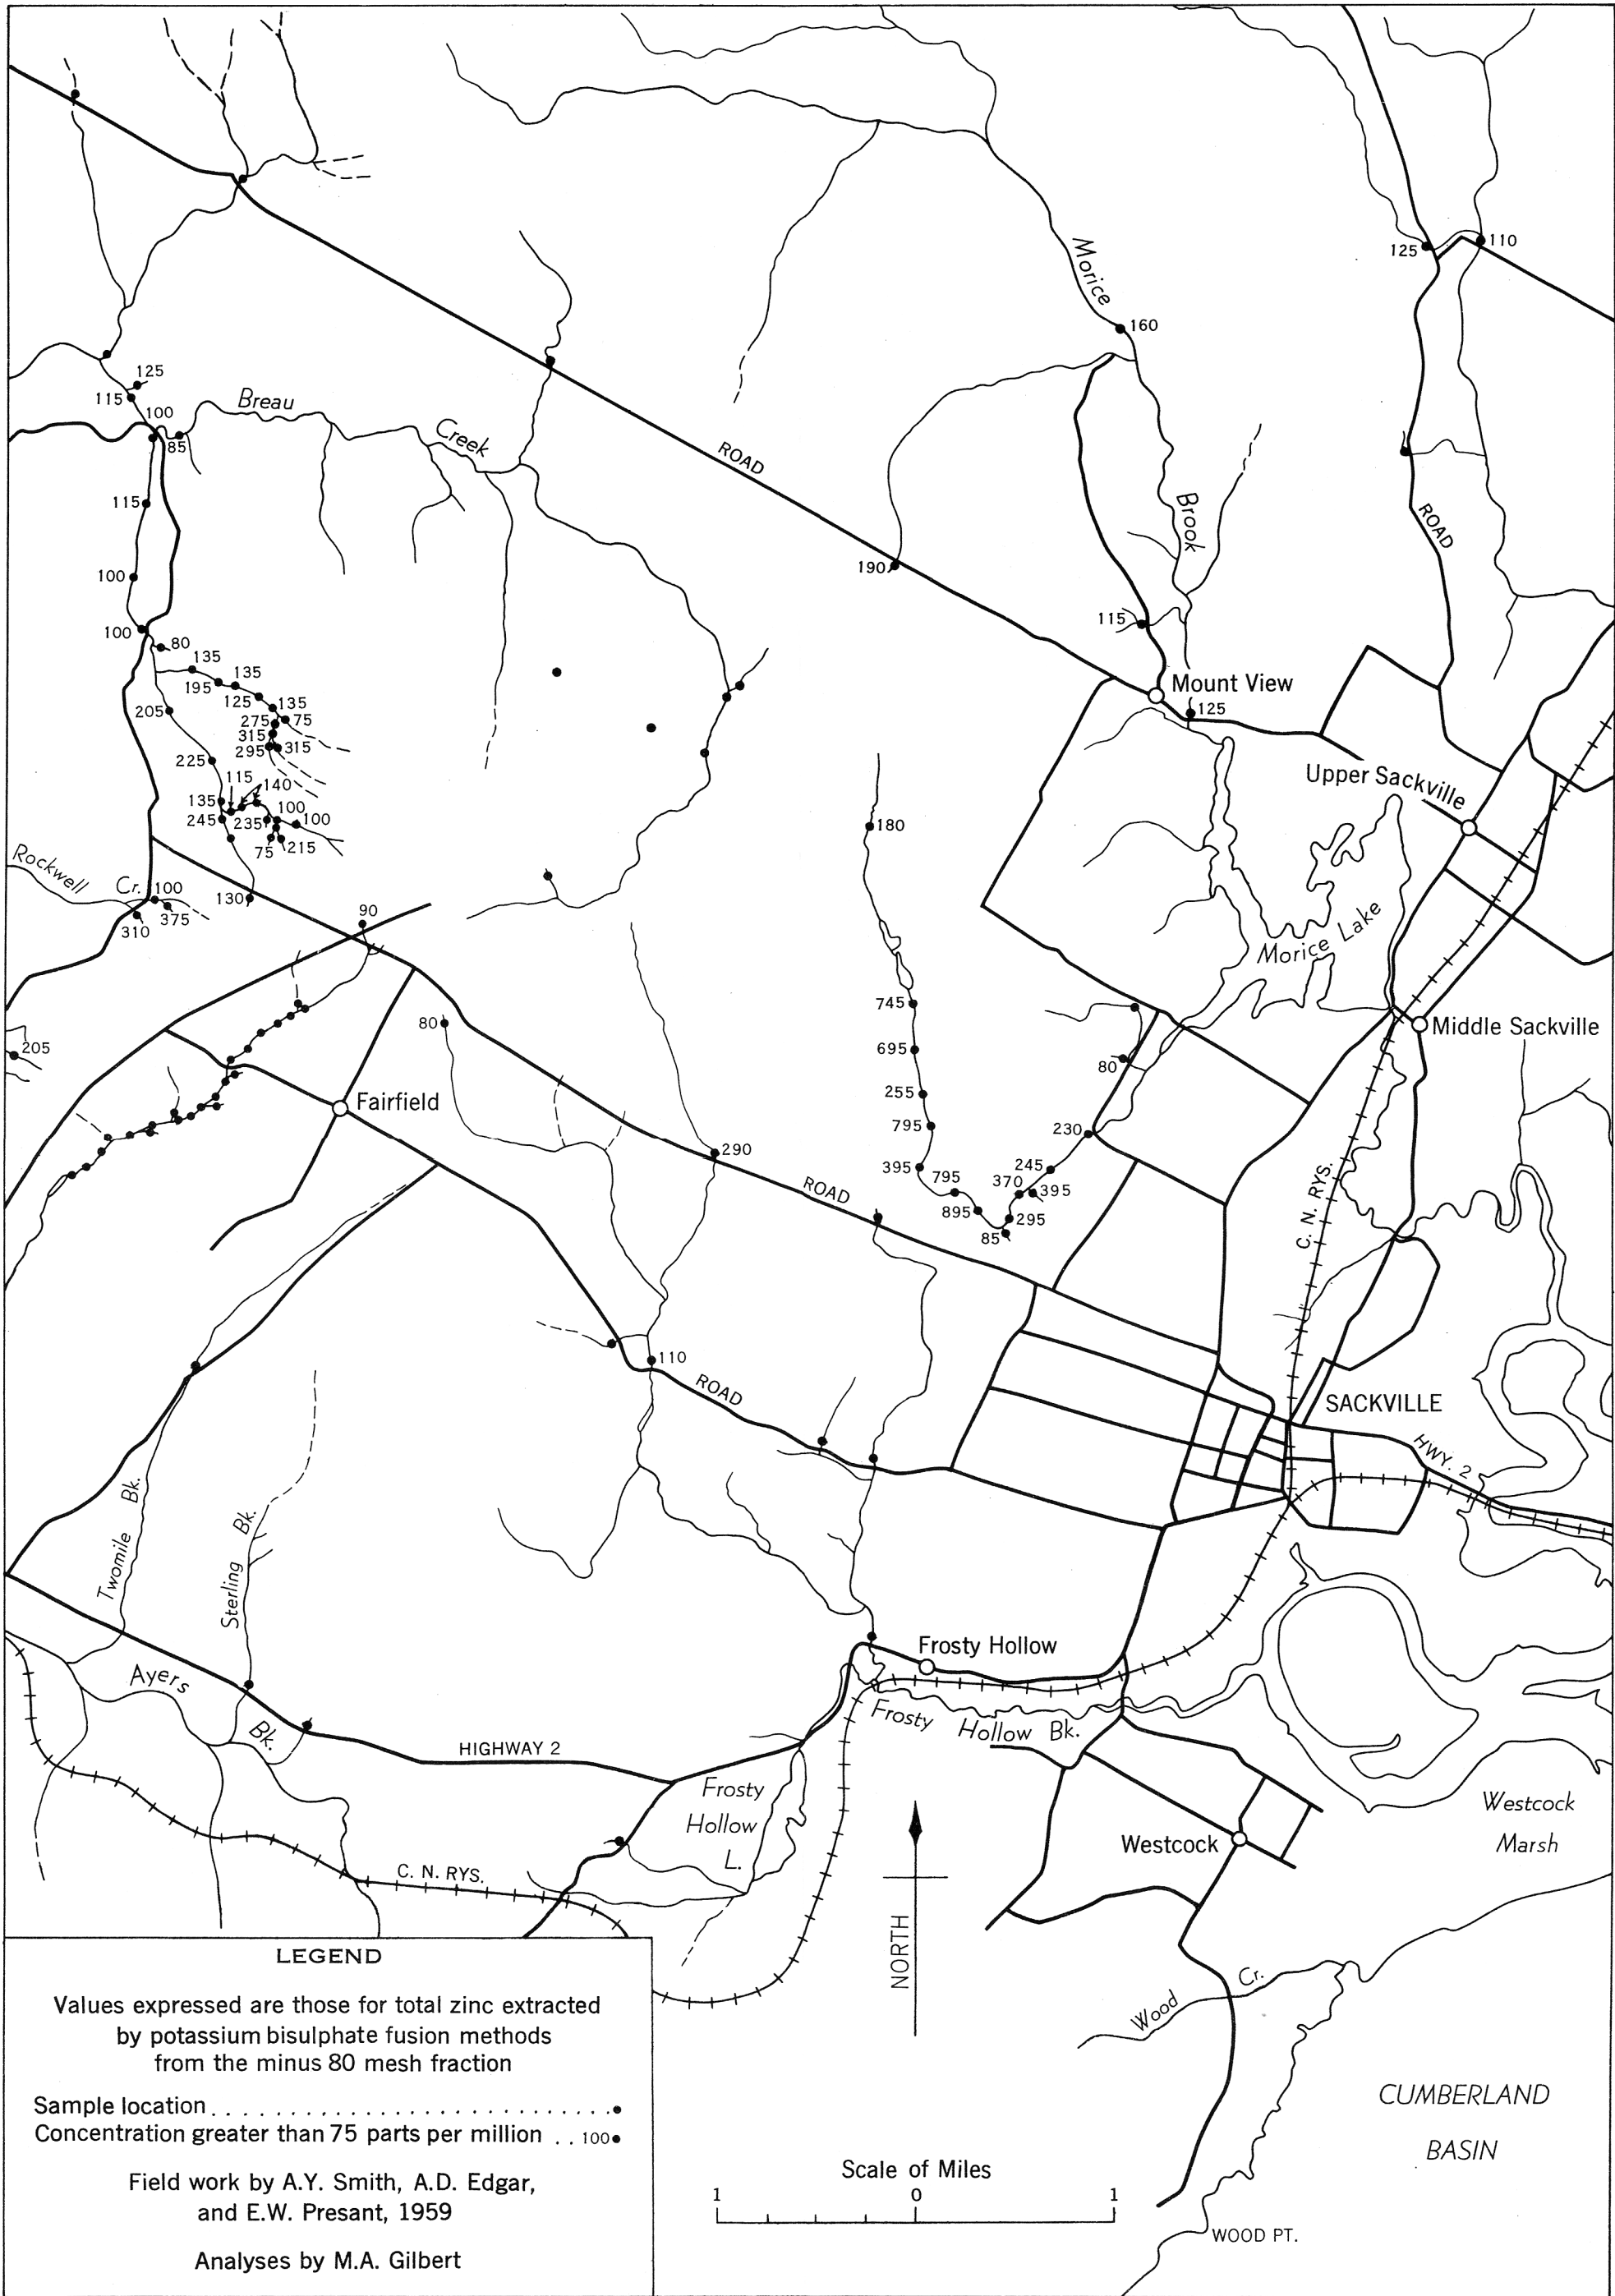 125
110
Morice
160
125
115
100
85
Breau
Creek
ROAD
115
190
Brook
ROAD
100
100
80
115
135
195
135
125
135
75
205
275
315
295
315
Mount View
125
225
115
140
135
245
235
100
100
75
215
Upper Sackville
180
Rockwell
Cr.
100
375
310
130
90
Morice Lake
745
Middle Sackville
80
695
205
80
255
Fairfield
795
230
290
395
795
245
370
395
895
295
85
ROAD
C. N. RYS.
110
ROAD
SACKVILLE
HWY. 2
Twomile
Bk.
Sterling
Bk.
Frosty Hollow
Ayers
Bk.
Frosty
Hollow Bk.
HIGHWAY 2
Frosty
Hollow
L.
Westcock
Marsh
Westcock
C. N. RYS.
NORTH
Wood
Cr.
LEGEND
Values expressed are those for total zinc extracted
by potassium bisulphate fusion methods
from the minus 80 mesh fraction
Sample location
Concentration greater than 75 parts per million . . 100
Field work by A.Y. Smith, A.D. Edgar,
and E.W. Presant, 1959
Analyses by M.A. Gilbert
Scale of Miles
1 0 1
CUMBERLAND
BASIN
WOOD PT.